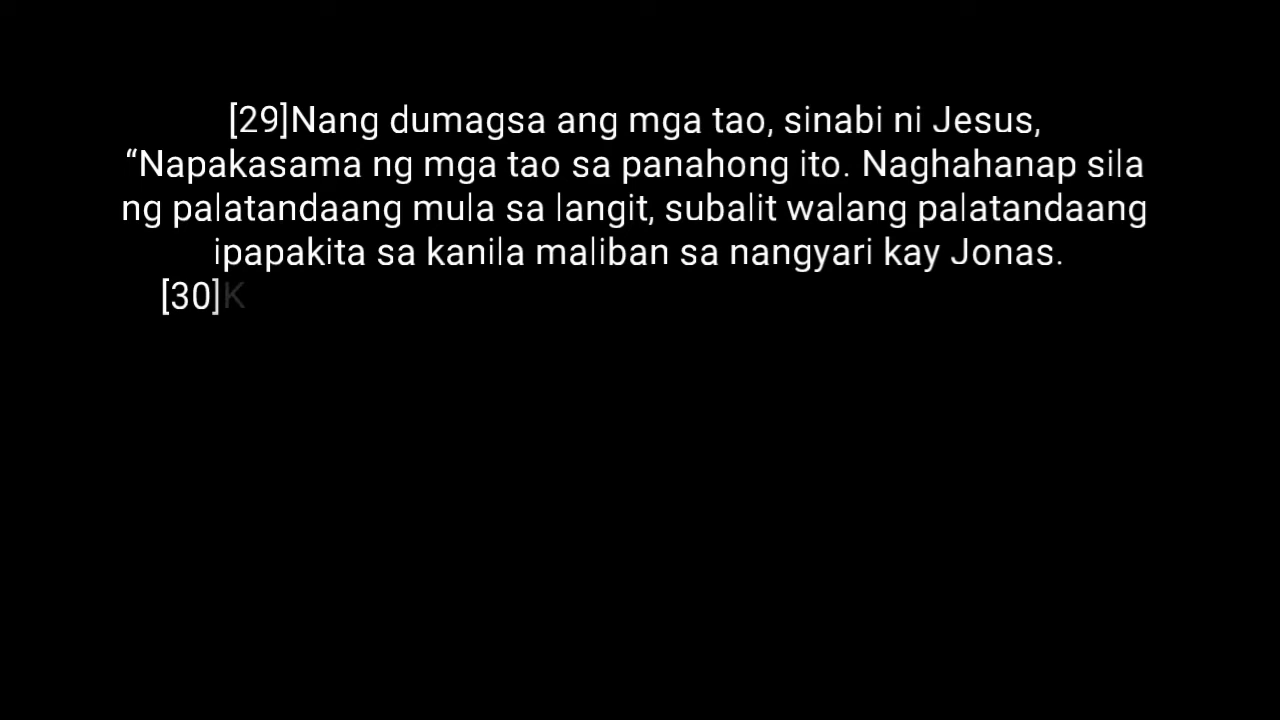 [29]Nang dumagsa ang mga tao, sinabi ni Jesus,
“Napakasama ng mga tao sa panahong ito. Naghahanap sila
ng palatandaang mula sa langit, subalit walang palatandaang
ipapakita sa kanila maliban sa nangyari kay Jonas.
[30]K